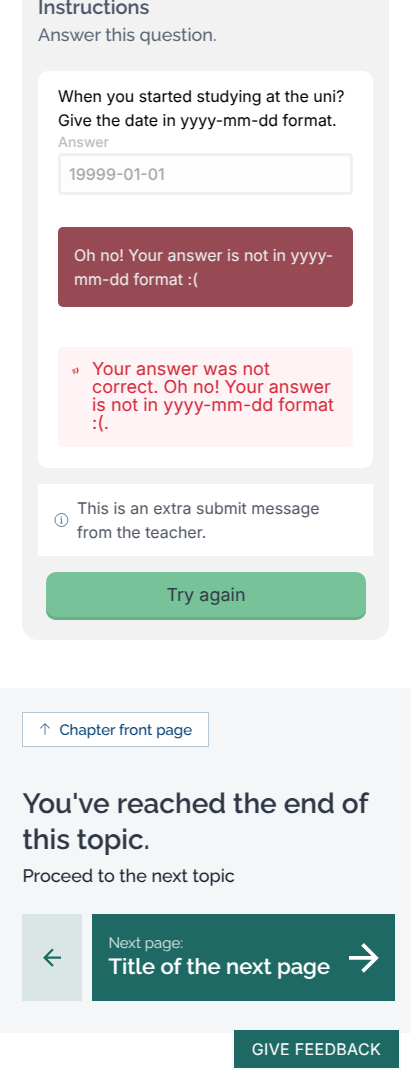 Instructions
Answer this question.
When you started studying at the uni?
Give the date in yyyy-mm-dd format.
Answer
19999-01-01
Oh no! Your answer is not in yyyy-
mm-dd format :(
Your answer was not
correct. Oh no! Your answer
is not in yyyy-mm-dd format
:(.
This is an extra submit message
from the teacher.
Try again
Chapter front page
You've reached the end of
this topic.
Proceed to the next topic
Next page:
Title of the next page
GIVE FEEDBACK